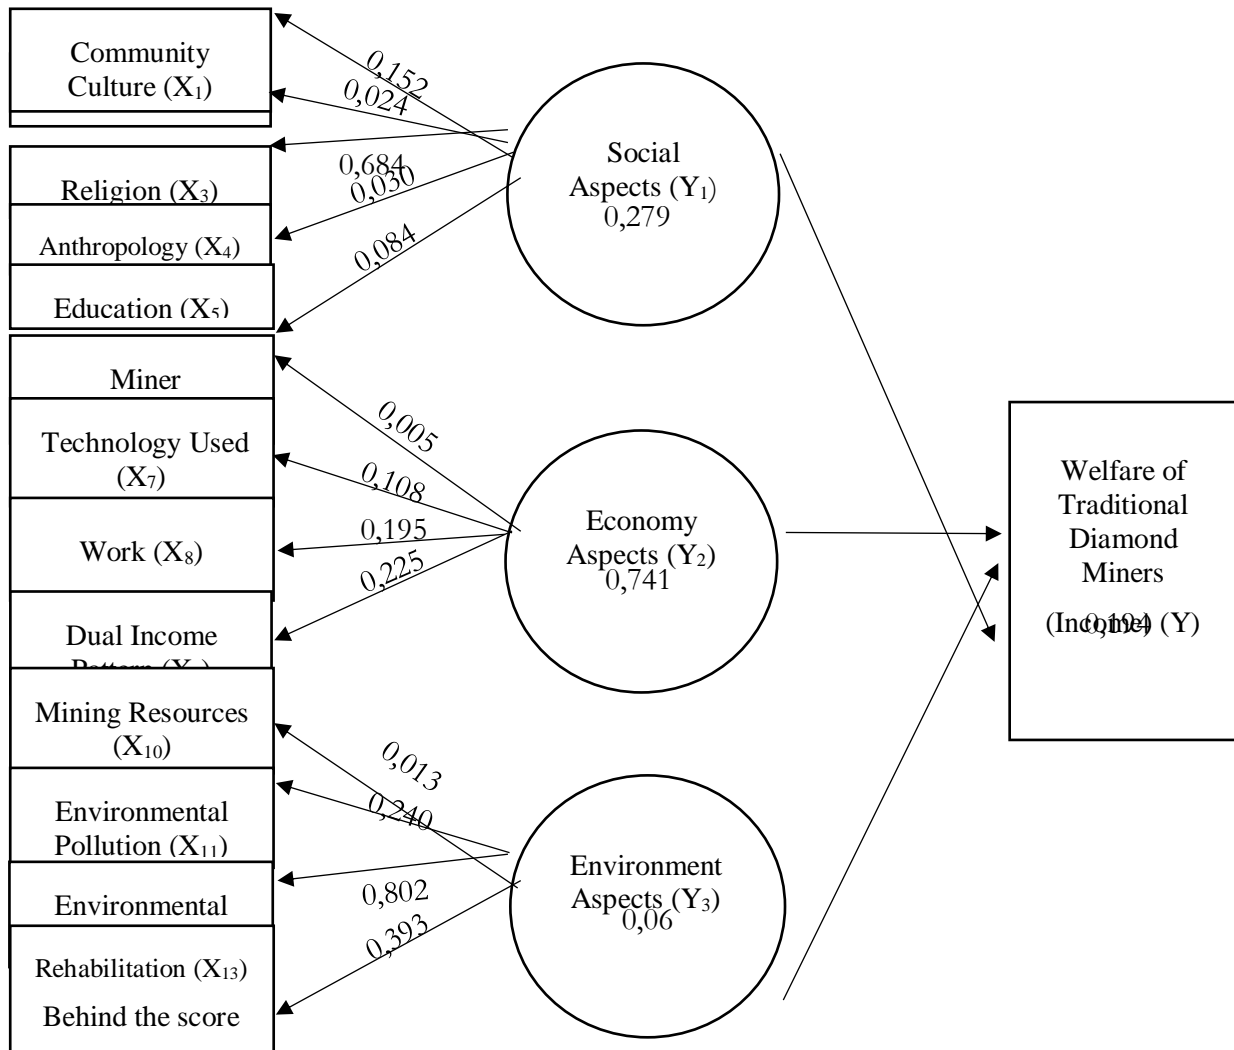 Community
Culture (X₁)
Religion (X₃)
Anthropology (X₄)
Education (X₅)
Miner
Technology Used
(X₇)
Work (X₈)
Dual Income
Mining Resources
(X₁₀)
Environmental
Pollution (X₁₁)
Environmental
Rehabilitation (X₁₃)
Behind the score
0,152
0,024
0,684
0,030
0,084
0,005
0,108
0,195
0,225
0,013
0,240
0,802
0,393
Social
Aspects (Y₁)
0,279
Economy
Aspects (Y₂)
0,741
Environment
Aspects (Y₃)
0,06
Welfare of
Traditional
Diamond
Miners
(Income) (Y)
0,194